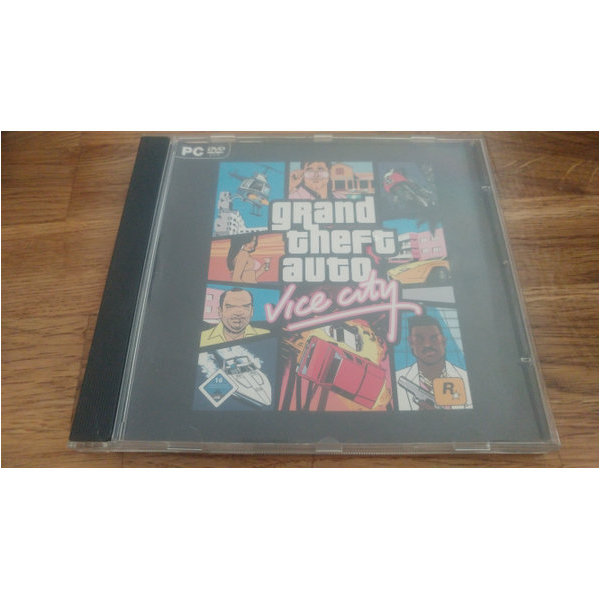 PC DVD
grand
theft
auto
Vice City
16
R